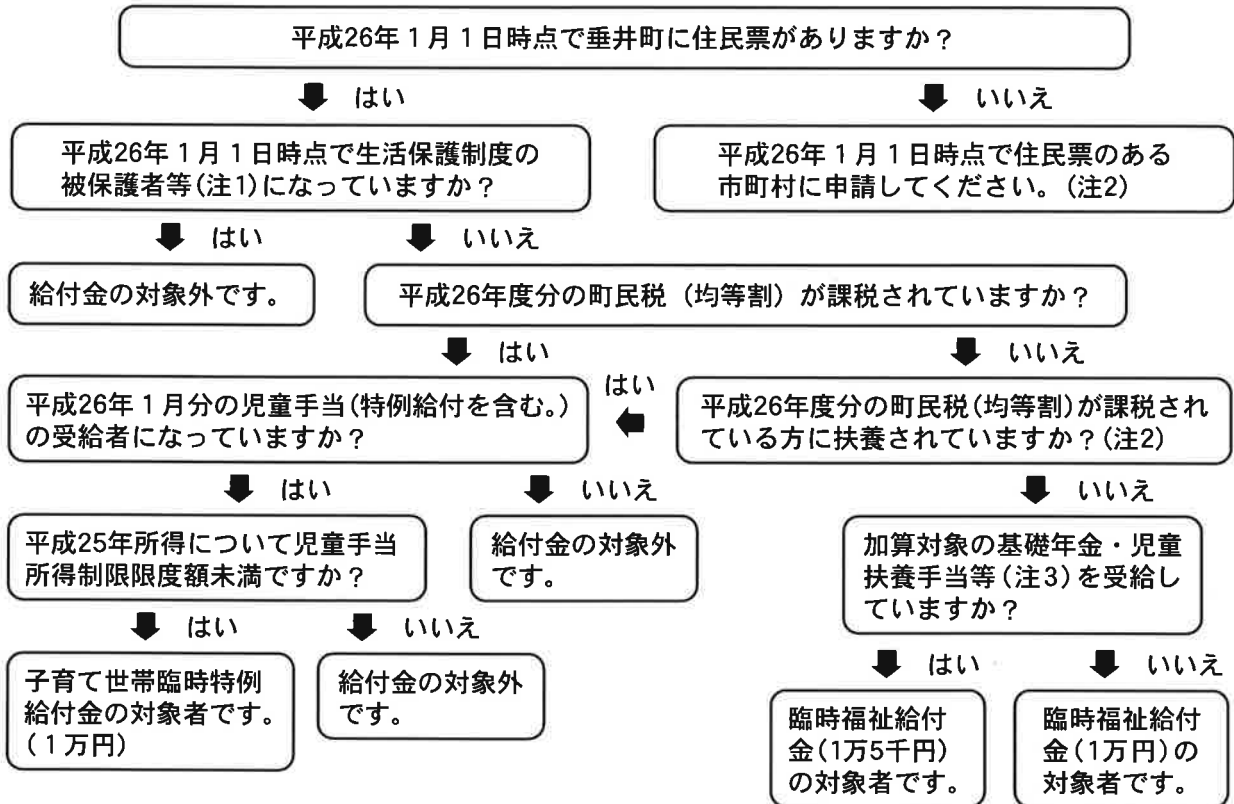 平成26年1月1日時点で垂井町に住民票がありますか？
はい
いいえ
平成26年1月1日時点で生活保護制度の
被保護者等(注1)になっていますか？
平成26年1月1日時点で住民票のある
市町村に申請してください。(注2)
はい
いいえ
給付金の対象外です。
平成26年度分の町民税（均等割）が課税されていますか？
はい
いいえ
平成26年1月分の児童手当(特例給付を含む。)
の受給者になっていますか？
はい
平成26年度分の町民税(均等割)が課税され
ている方に扶養されていますか？(注2)
はい
いいえ
いいえ
平成25年所得について児童手当
所得制限限度額未満ですか？
給付金の対象外
です。
加算対象の基礎年金・児童
扶養手当等(注3)を受給し
ていますか？
はい
いいえ
はい
いいえ
子育て世帯臨時特例
給付金の対象者です。
(1万円)
給付金の対象外
です。
臨時福祉給付
金(1万5千円)
の対象者です。
臨時福祉給付
金(1万円)の
対象者です。